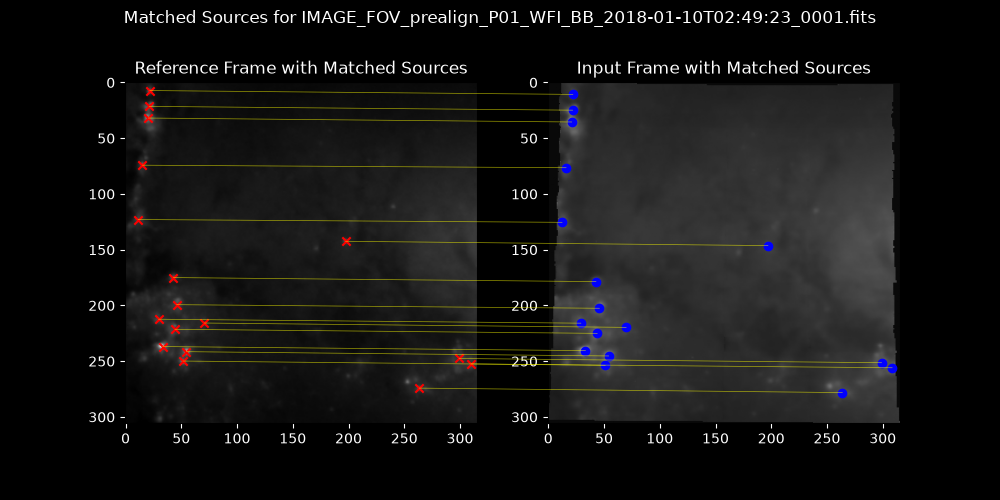 Matched Sources for IMAGE_FOV_prealign_P01_WFI_BB_2018-01-10T02:49:23_0001.fits
Reference Frame with Matched Sources
Input Frame with Matched Sources
0
50
100
150
200
250
300
0 50 100 150 200 250 300
0
50
100
150
200
250
300
0 50 100 150 200 250 300